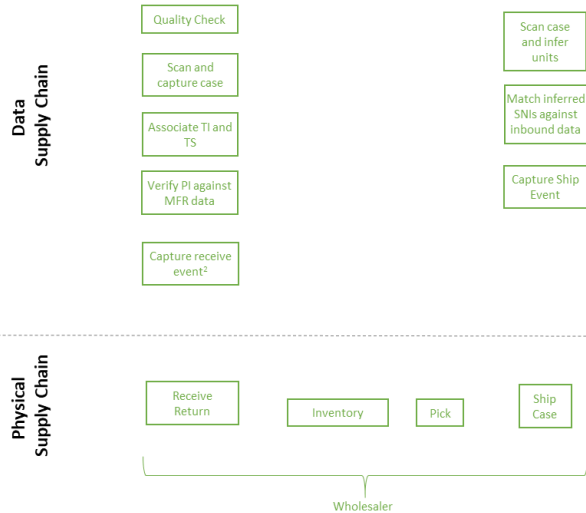 Data
Supply Chain
Quality Check
Scan and
capture case
Associate TI and
TS
Verify PI against
MFR data
Capture receive
event²
Scan case
and infer
units
Match inferred
SNIs against
inbound data
Capture Ship
Event
Physical
Supply Chain
Receive
Return
Inventory
Pick
Ship
Case
Wholesaler